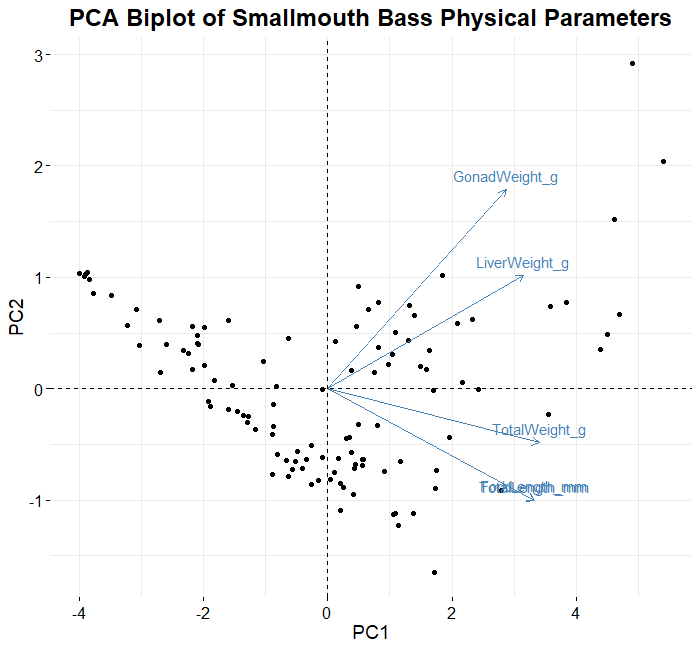 PCA Biplot of Smallmouth Bass Physical Parameters
3
2
1
0
-1
PC2
GonadWeight_g
LiverWeight_g
TotalWeight_g
TotalLength_mm
-4
-2
0
2
4
PC1